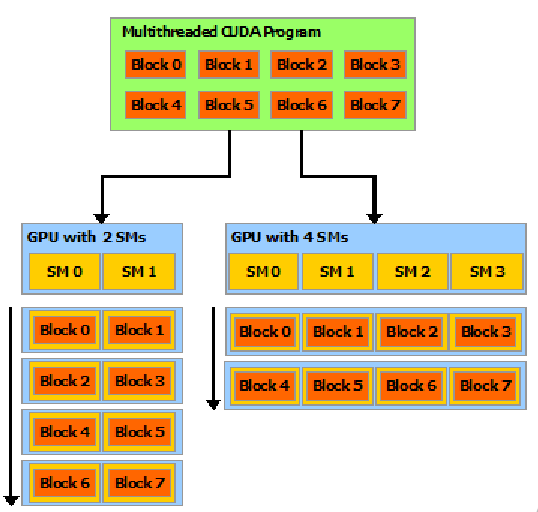 Multithreaded CUDA Program
Block 0 Block 1 Block 2 Block 3
Block 4 Block 5 Block 6 Block 7
GPU with 2 SMs
SM 0 SM 1
Block 0 Block 1
Block 2 Block 3
Block 4 Block 5
Block 6 Block 7
GPU with 4 SMs
SM 0 SM 1 SM 2 SM 3
Block 0 Block 1 Block 2 Block 3
Block 4 Block 5 Block 6 Block 7